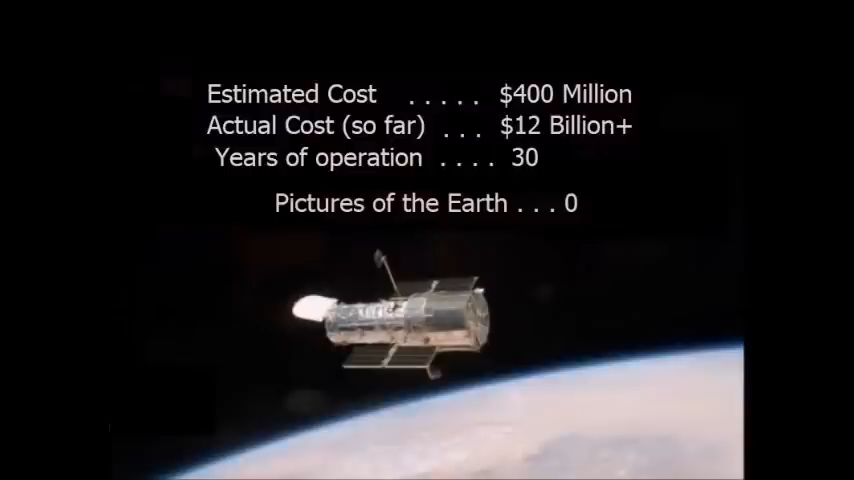 Estimated Cost ..... $400 Million
Actual Cost (so far) ... $12 Billion+
Years of operation .... 30
Pictures of the Earth ... 0